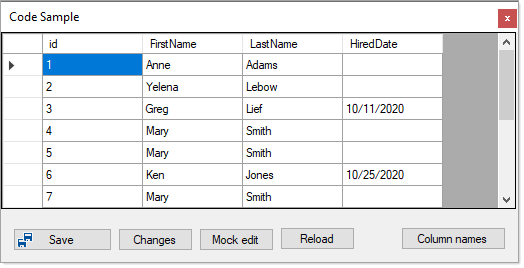 Code Sample
x
id FirstName LastName HiredDate
1 Anne Adams
2 Yelena Lebow
3 Greg Lief 10/11/2020
4 Mary Smith
5 Mary Smith
6 Ken Jones 10/25/2020
7 Mary Smith
Save Changes Mock edit Reload Column names